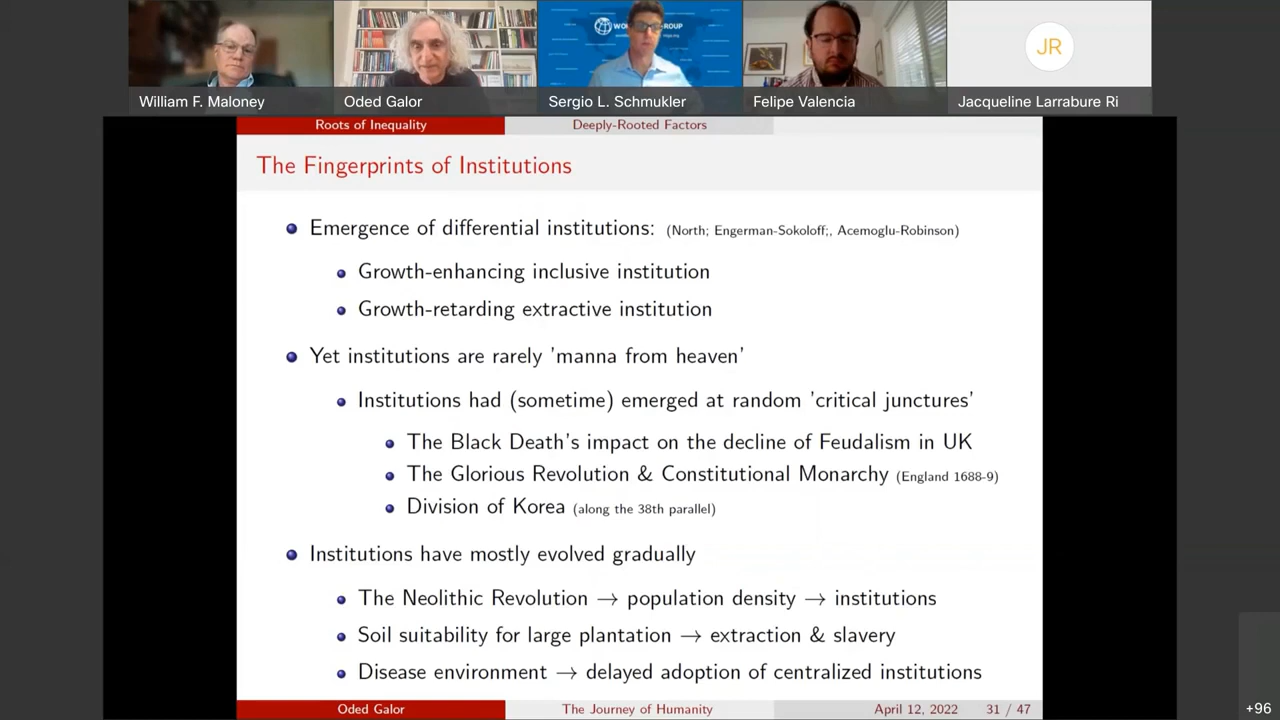 WORLD BANK GROUP
JR
William F. Maloney
Oded Galor
Sergio L. Schmukler
Felipe Valencia
Jacqueline Larrabure Ri
Roots of Inequality
Deeply-Rooted Factors
The Fingerprints of Institutions
Emergence of differential institutions: (North; Engerman-Sokoloff;, Acemoglu-Robinson)
Growth-enhancing inclusive institution
Growth-retarding extractive institution
Yet institutions are rarely 'manna from heaven'
Institutions had (sometime) emerged at random 'critical junctures'
The Black Death's impact on the decline of Feudalism in UK
The Glorious Revolution & Constitutional Monarchy (England 1688-9)
Division of Korea (along the 38th parallel)
Institutions have mostly evolved gradually
The Neolithic Revolution → population density → institutions
Soil suitability for large plantation → extraction & slavery
Disease environment → delayed adoption of centralized institutions
Oded Galor
The Journey of Humanity
April 12, 2022
31 / 47
+96